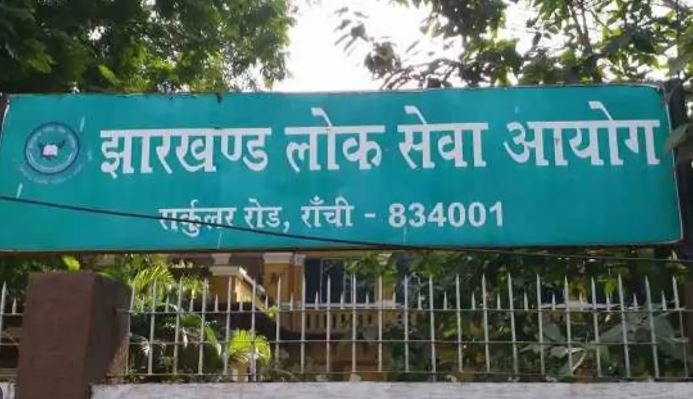 झारखण्ड लोक सेवा आयोग
सर्कुलर रोड, राँची - 834001